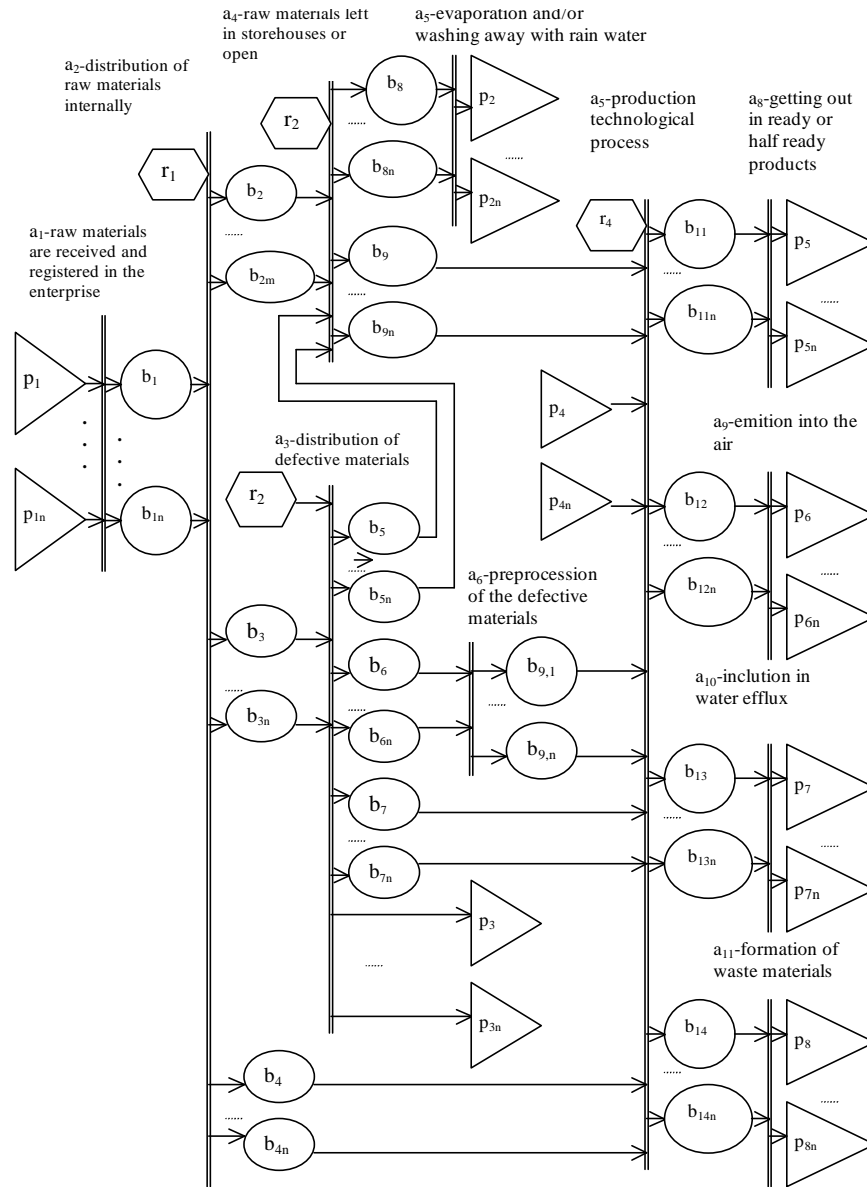 a₄-raw materials left
in storehouses or
open
a₅-evaporation and/or
washing away with rain water
a₂-distribution of
raw materials
internally
a₅-production
technological
process
a₈-getting out
in ready or
half ready
products
a₁-raw materials
are received and
registered in the
enterprise
r₁
r₂
b₈
......
b₈ₙ
p₂
......
p₂ₙ
b₂
......
b₂ₘ
b₉
......
b₉ₙ
r₄
b₁₁
......
b₁₁ₙ
p₅
......
p₅ₙ
p₁
b₁
p₁ₙ
b₁ₙ
p₄
p₄ₙ
a₃-distribution of
defective materials
r₂
b₅
......
b₅ₙ
a₉-emition into the
air
b₁₂
......
b₁₂ₙ
p₆
......
p₆ₙ
a₆-preprocession
of the defective
materials
b₃
......
b₃ₙ
b₆
......
b₆ₙ
b₉,₁
......
b₉,ₙ
a₁₀-inclution in
water efflux
b₇
......
b₇ₙ
b₁₃
......
b₁₃ₙ
p₇
......
p₇ₙ
p₃
......
p₃ₙ
a₁₁-formation of
waste materials
b₄
......
b₄ₙ
b₁₄
......
b₁₄ₙ
p₈
......
p₈ₙ